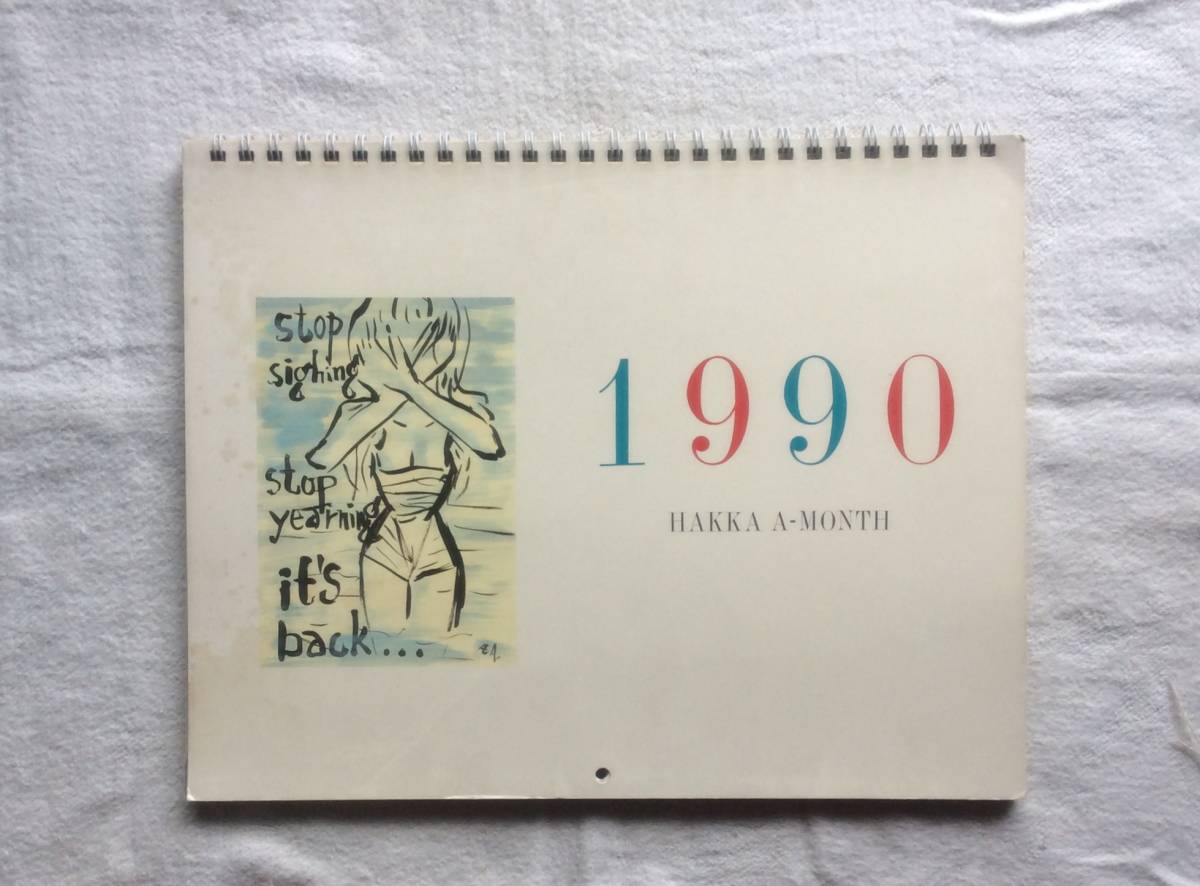 stop
sighing
stop
yearning
it's
back...
1990
HAKKA A-MONTH